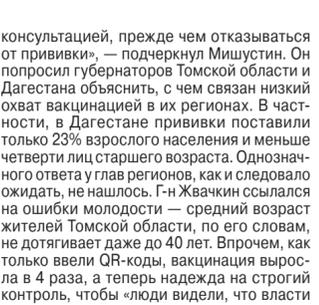 консультацией, прежде чем отказываться
от прививки», — подчеркнул Мишустин. Он
попросил губернаторов Томской области и
Дагестана объяснить, с чем связан низкий
охват вакцинацией в их регионах. В част-
ности, в Дагестане прививки поставили
только 23% взрослого населения и меньше
четверти лиц старшего возраста. Однознач-
ного ответа у глав регионов, как и следовало
ожидать, не нашлось. Г-н Жвачкин ссылался
на ошибки молодости — средний возраст
жителей Томской области, по его словам,
не дотягивает даже до 40 лет. Впрочем, как
только ввели QR-коды, вакцинация вырос-
ла в 4 раза, а теперь надежда на строгий
контроль, чтобы «люди видели, что власти